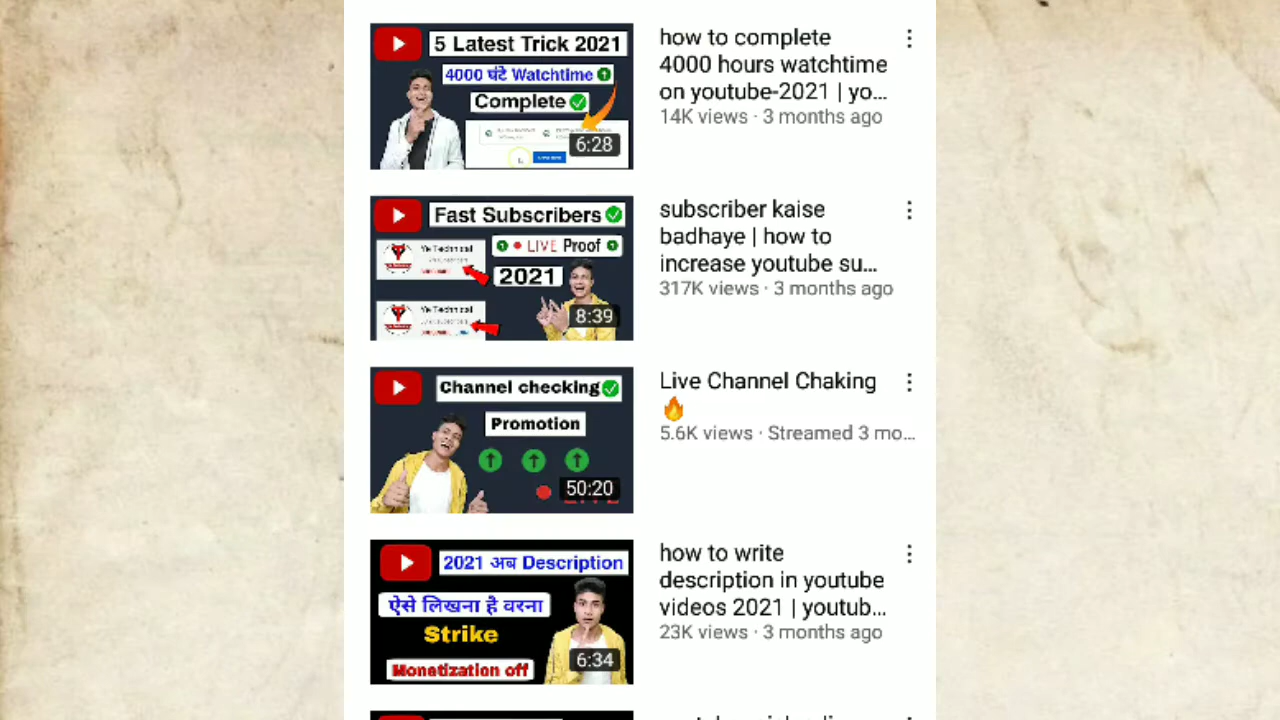 5 Latest Trick 2021
4000 घंटे Watchtime
Complete
6:28
how to complete
4000 hours watchtime
on youtube-2021 | yo...
14K views · 3 months ago
Fast Subscribers
LIVE Proof
Ye Technical
2021
Ye Technical
8:39
subscriber kaise
badhaye | how to
increase youtube su...
317K views · 3 months ago
Channel checking
Promotion
50:20
Live Channel Chaking
🔥
5.6K views · Streamed 3 mo...
2021 अब Description
ऐसे लिखना है वरना
Strike
Monetization off
6:34
how to write
description in youtube
videos 2021 | youtub...
23K views · 3 months ago